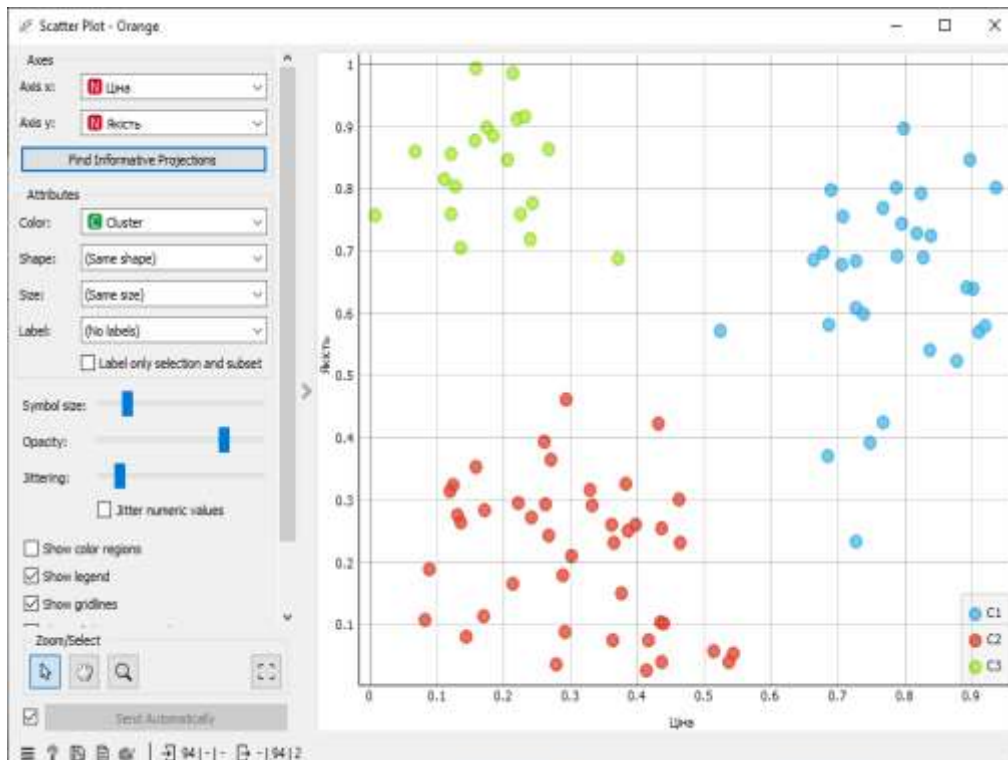 Scatter Plot - Orange
Axes
Axis x: N Ціна
Axis y: N Якість
Find Informative Projections
Attributes
Color: C Cluster
Shape: (Same shape)
Size: (Same size)
Label: (No labels)
Label only selection and subset
Symbol size:
Opacity:
Jittering:
Jitter numeric values
Show color regions
Show legend
Show gridlines
Zoom/Select
Send Automatically
94 | - | - - | 94 | 2
1
0.9
0.8
0.7
0.6
0.5
0.4
0.3
0.2
0.1
Якість
0 0.1 0.2 0.3 0.4 0.5 0.6 0.7 0.8 0.9
Ціна
C1
C2
C3